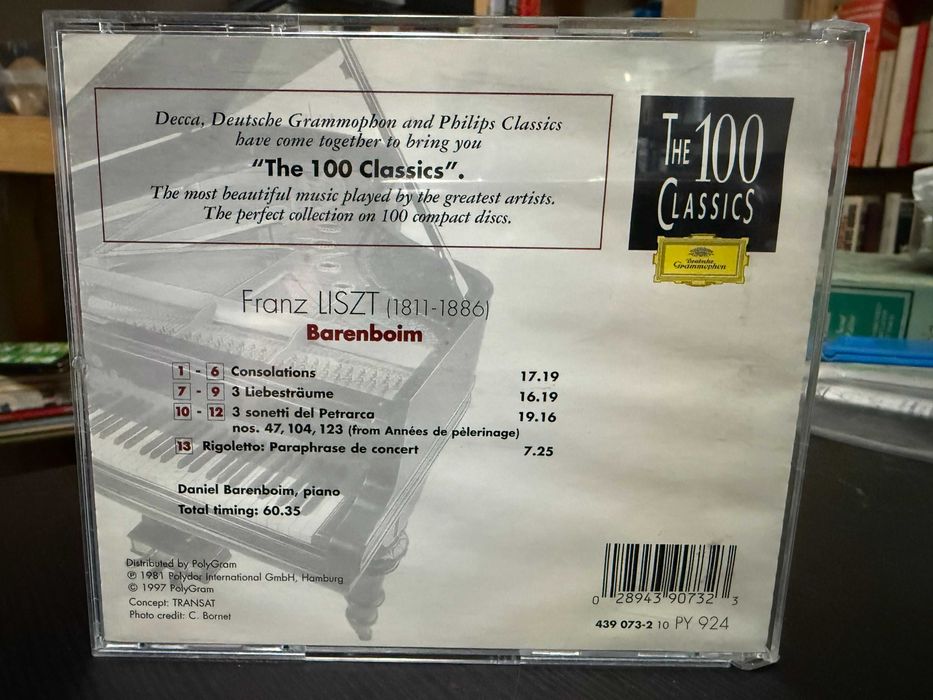 Decca, Deutsche Grammophon and Philips Classics
have come together to bring you
"The 100 Classics".
The most beautiful music played by the greatest artists.
The perfect collection on 100 compact discs.
THE 100
CLASSICS
Deutsche
Grammophon
Franz LISZT (1811-1886)
Barenboim
1 - 6 Consolations 17.19
7 - 9 3 Liebesträume 16.19
10 - 12 3 sonetti del Petrarca 19.16
nos. 47, 104, 123 (from Années de pèlerinage)
13 Rigoletto: Paraphrase de concert 7.25
Daniel Barenboim, piano
Total timing: 60.35
Distributed by PolyGram
℗ 1981 Polydor International GmbH, Hamburg
© 1997 PolyGram
Concept: TRANSAT
Photo credit: C. Bornet
0 28943 90732 3
439 073-2 10 PY 924